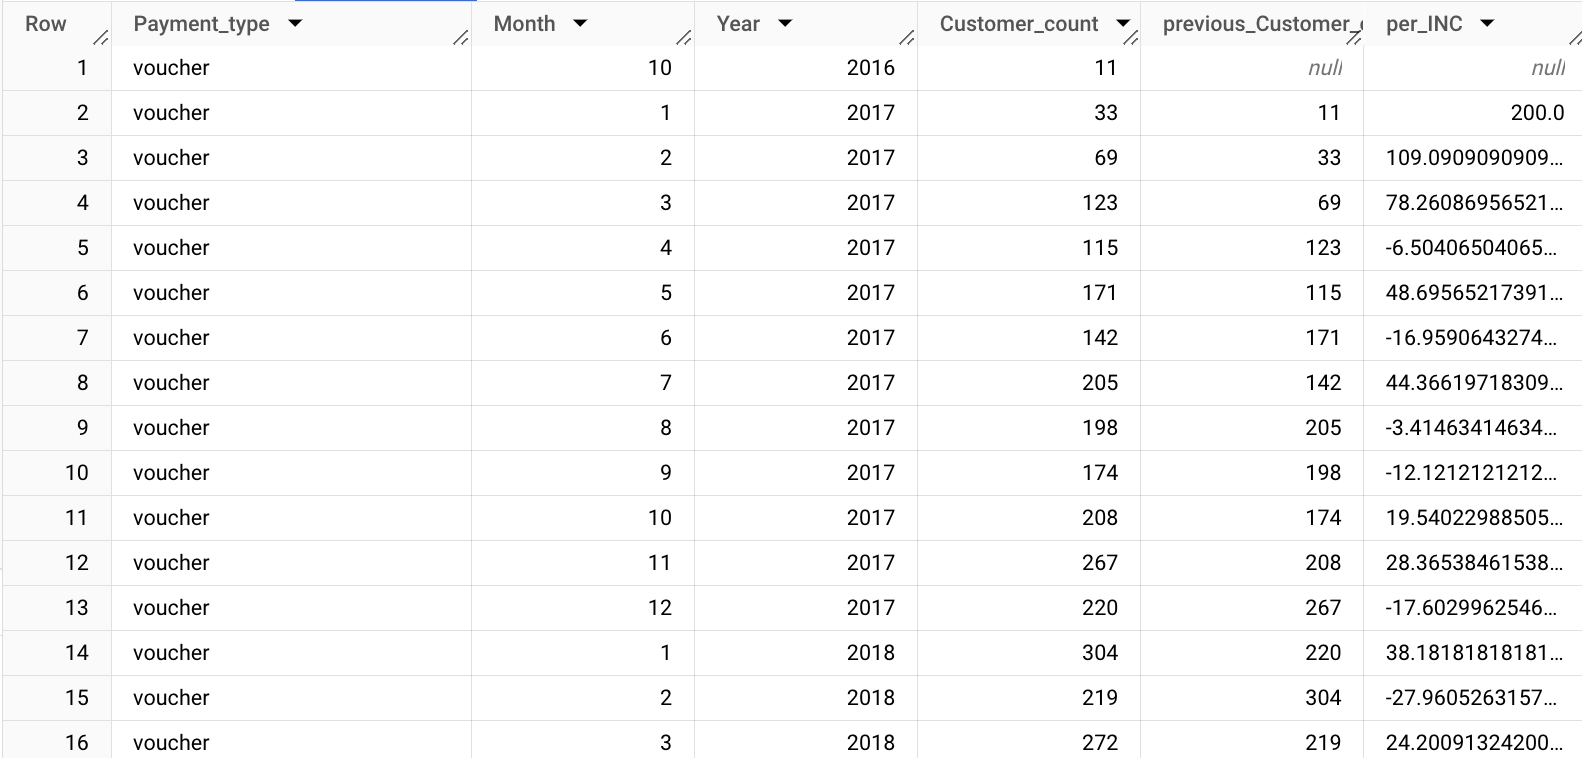 Row Payment_type Month Year Customer_count previous_Customer_ per_INC
1 voucher 10 2016 11 null null
2 voucher 1 2017 33 11 200.0
3 voucher 2 2017 69 33 109.0909090909...
4 voucher 3 2017 123 69 78.26086956521...
5 voucher 4 2017 115 123 -6.50406504065...
6 voucher 5 2017 171 115 48.69565217391...
7 voucher 6 2017 142 171 -16.9590643274...
8 voucher 7 2017 205 142 44.36619718309...
9 voucher 8 2017 198 205 -3.41463414634...
10 voucher 9 2017 174 198 -12.1212121212...
11 voucher 10 2017 208 174 19.54022988505...
12 voucher 11 2017 267 208 28.36538461538...
13 voucher 12 2017 220 267 -17.6029962546...
14 voucher 1 2018 304 220 38.18181818181...
15 voucher 2 2018 219 304 -27.9605263157...
16 voucher 3 2018 272 219 24.20091324200...